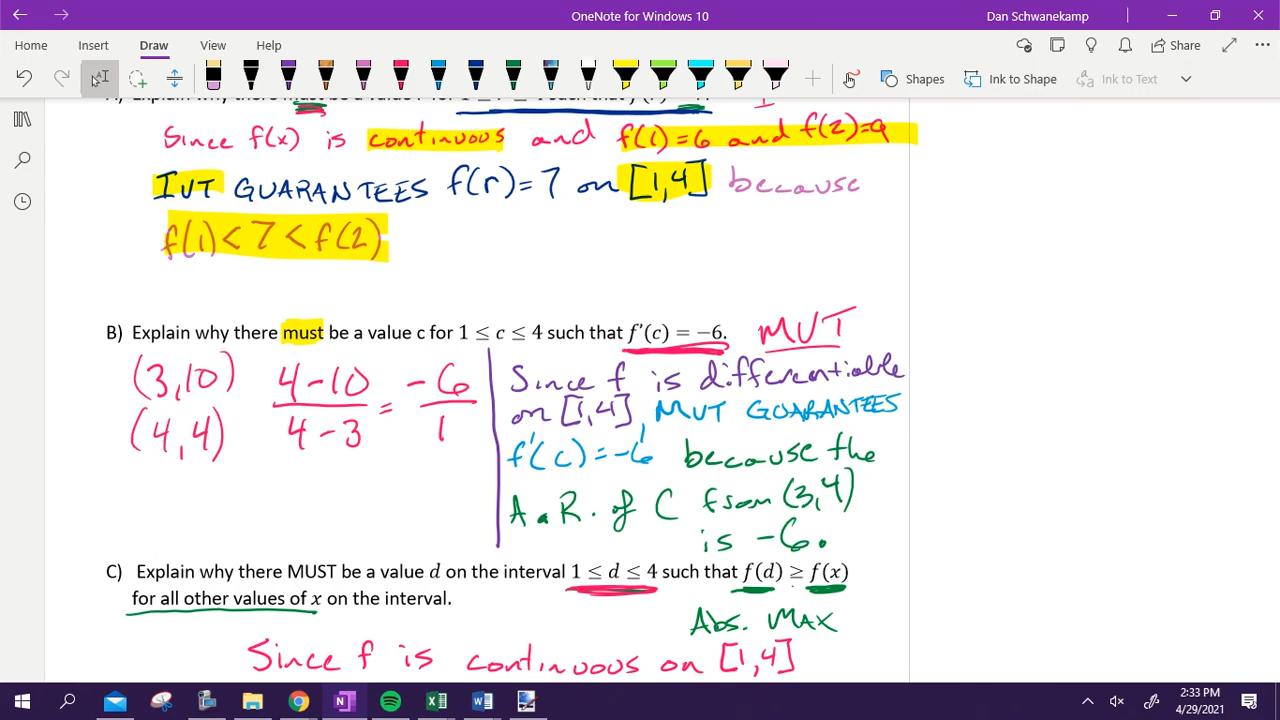 OneNote for Windows 10
Dan Schwanekamp
Home Insert Draw View Help
Share
Shapes
Ink to Shape
Ink to Text
Since f(x) is continuous and f(1)=6 and f(2)=9
IVT GUARANTEES f(r)=7 on [1,4] because
f(1)<7<f(2)
B) Explain why there must be a value c for 1 ≤ c ≤ 4 such that f'(c) = −6.
MVT
(3,10)
(4,4)
4-10
4-3
=
-6
1
Since f is differentiable
on [1,4], MVT GUARANTEES
f'(c)=-6 because the
A.R. of C from (3,4)
is -6.
C) Explain why there MUST be a value d on the interval 1 ≤ d ≤ 4 such that f(d) ≥ f(x)
for all other values of x on the interval.
Abs. MAX
Since f is continuous on [1,4]
2:33 PM
4/29/2021